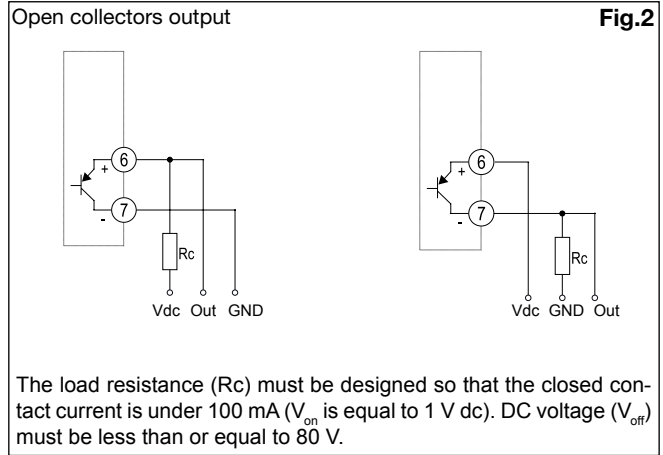 Open collectors output Fig.2
+ 6
- 7
Rc
Vdc Out GND
+ 6
- 7
Rc
Vdc GND Out
The load resistance (Rc) must be designed so that the closed con-
tact current is under 100 mA (Von is equal to 1 V dc). DC voltage (Voff)
must be less than or equal to 80 V.